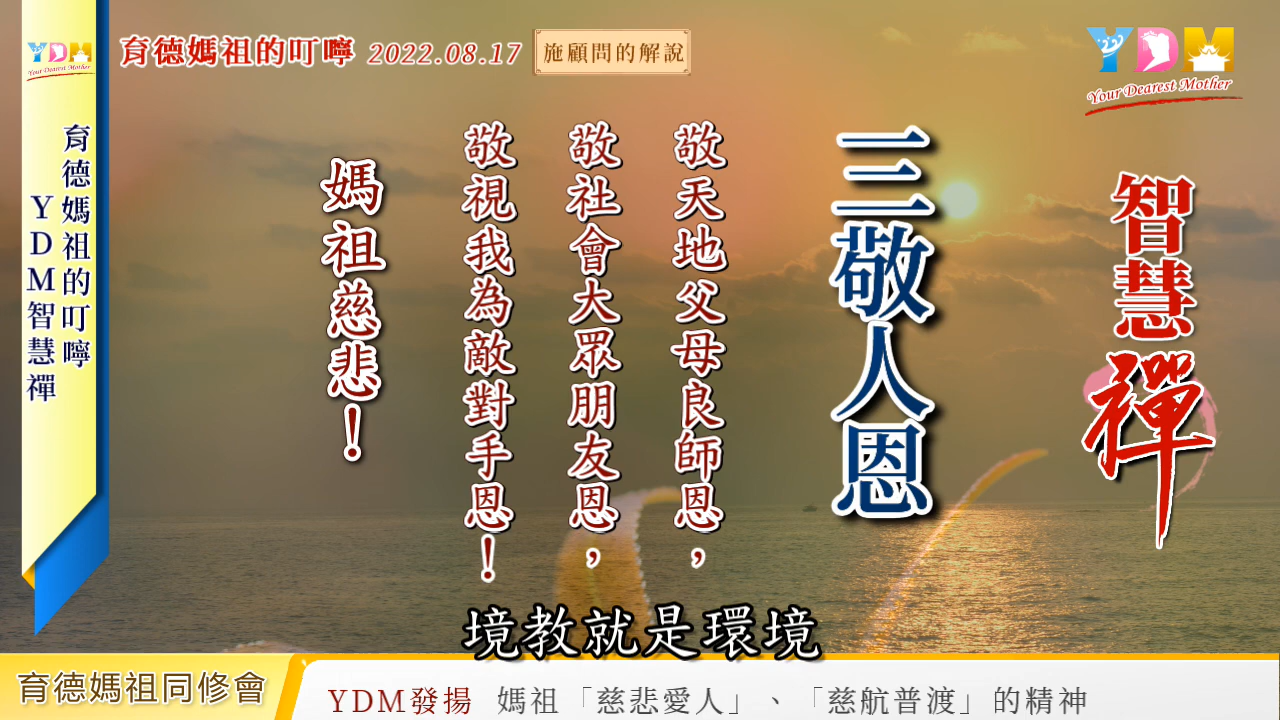 育德媽祖的叮嚀 2022.08.17 施顧問的解說
YDM
Your Dearest Mother
YDM
Your Dearest Mother
智慧禪
三敬人恩
敬天地父母良師恩，
敬社會大眾朋友恩，
敬視我為敵對手恩！
媽祖慈悲！
育德媽祖的叮嚀
YDM智慧禪
境教就是環境
育德媽祖同修會
YDM發揚 媽祖「慈悲愛人」、「慈航普渡」的精神